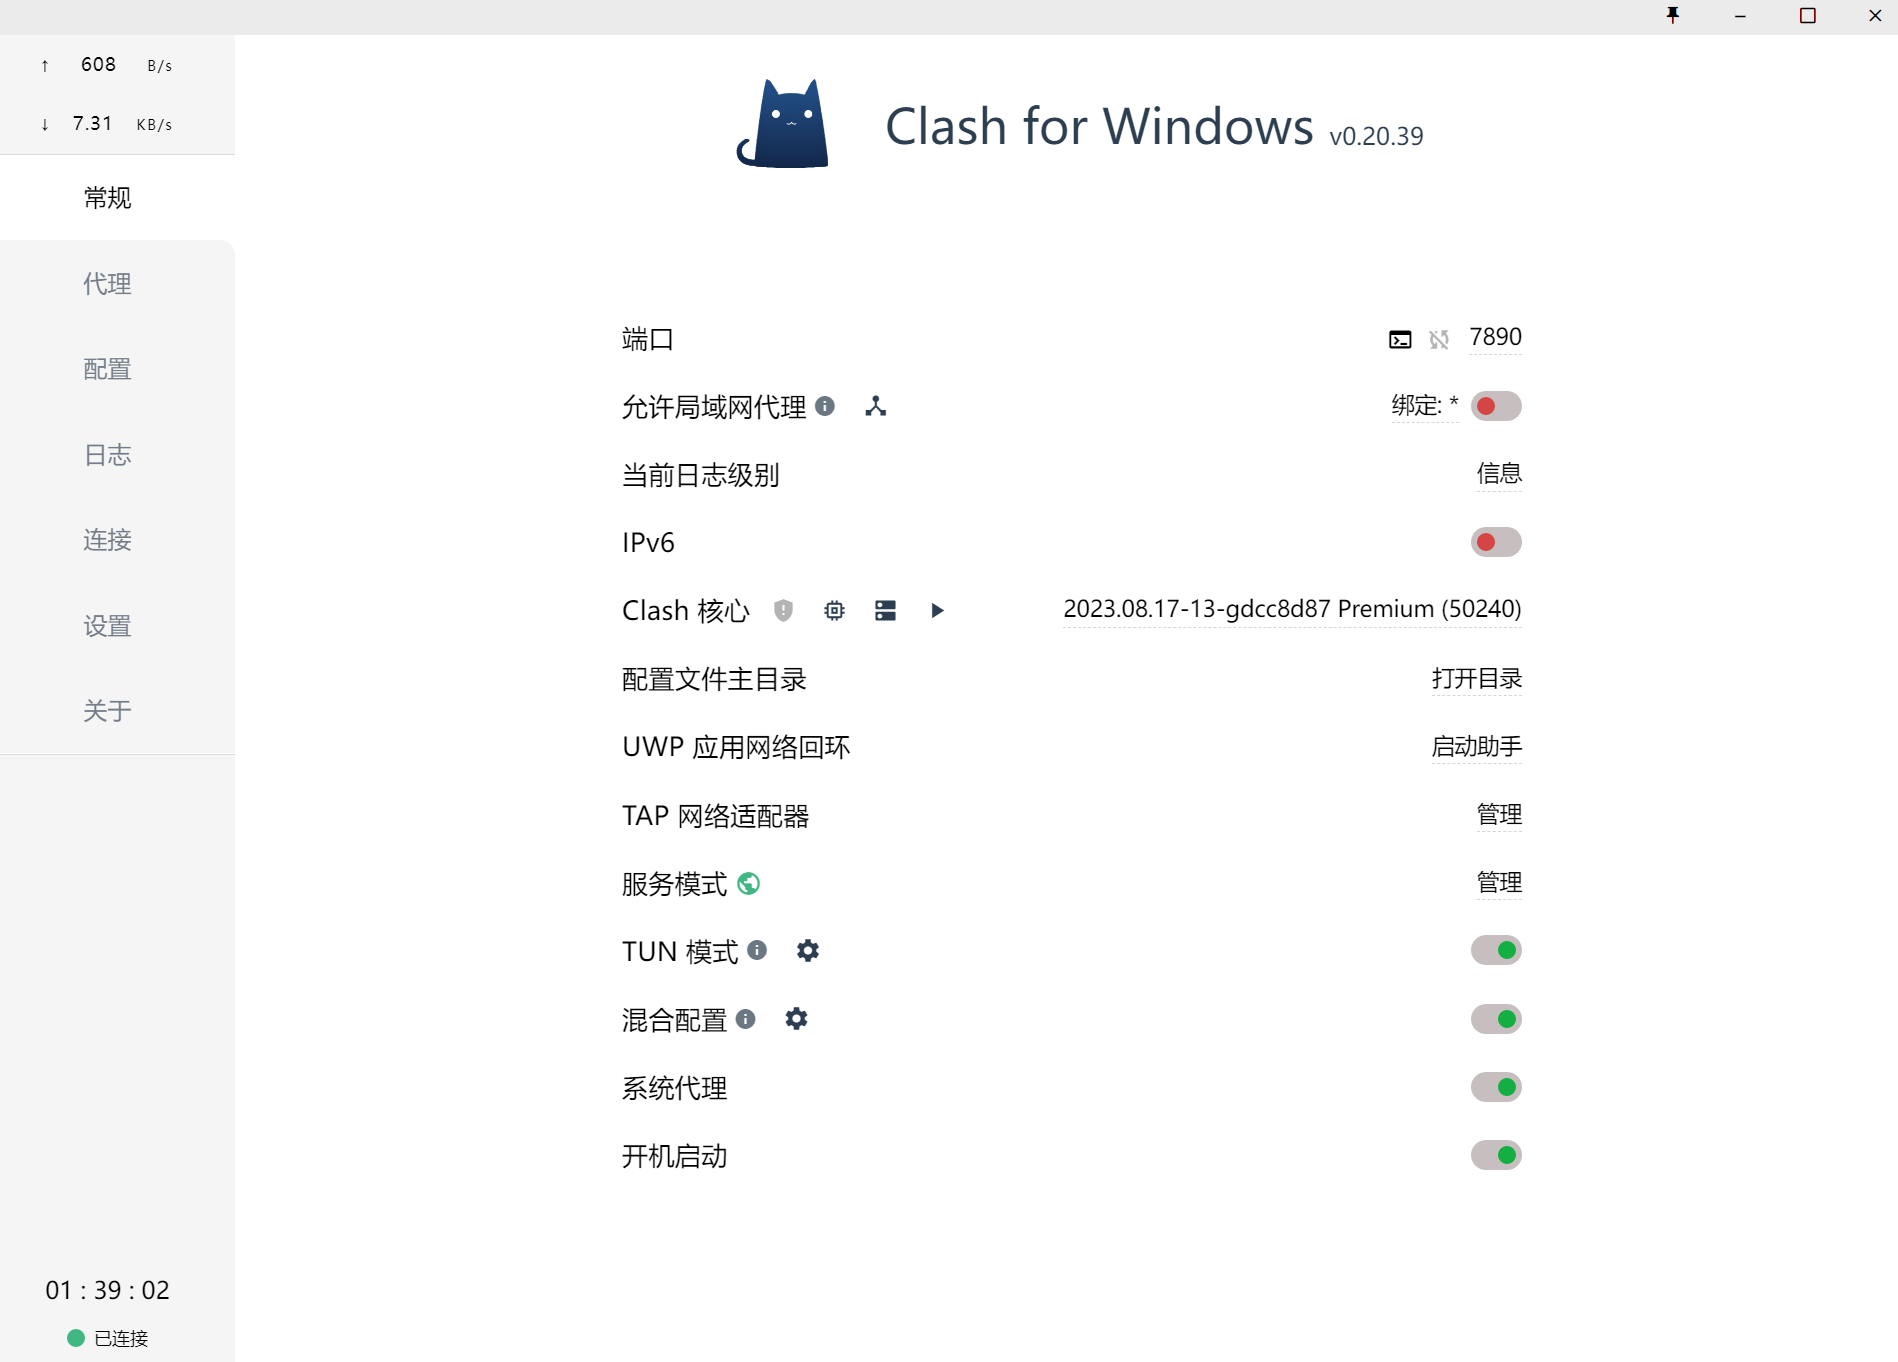 ↑ 608 B/s
↓ 7.31 KB/s
常规
代理
配置
日志
连接
设置
关于
01 : 39 : 02
已连接
Clash for Windows v0.20.39
端口 7890
允许局域网代理 绑定: *
当前日志级别 信息
IPv6
Clash 核心 2023.08.17-13-gdcc8d87 Premium (50240)
配置文件主目录 打开目录
UWP 应用网络回环 启动助手
TAP 网络适配器 管理
服务模式 管理
TUN 模式
混合配置
系统代理
开机启动